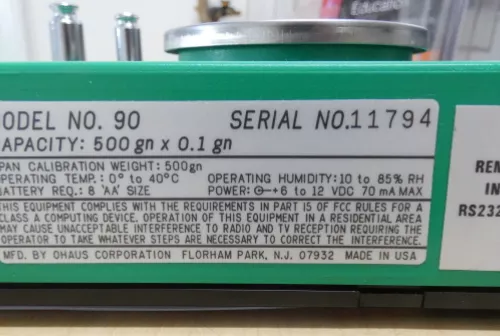 Education
ODEL NO. 90 SERIAL NO.11794
APACITY: 500 gn x 0.1 gn
PAN CALIBRATION WEIGHT: 500gn
OPERATING TEMP.: 0° to 40°C OPERATING HUMIDITY: 10 to 85% RH
BATTERY REQ.: 8 'AA' SIZE POWER: + 6 to 12 VDC 70 mA MAX
THIS EQUIPMENT COMPLIES WITH THE REQUIREMENTS IN PART 15 OF FCC RULES FOR A
CLASS A COMPUTING DEVICE. OPERATION OF THIS EQUIPMENT IN A RESIDENTIAL AREA
MAY CAUSE UNACCEPTABLE INTERFERENCE TO RADIO AND TV RECEPTION REQUIRING THE
OPERATOR TO TAKE WHATEVER STEPS ARE NECESSARY TO CORRECT THE INTERFERENCE.
MFD. BY OHAUS CORPORATION FLORHAM PARK, N.J. 07932 MADE IN USA
REM
IN
RS232